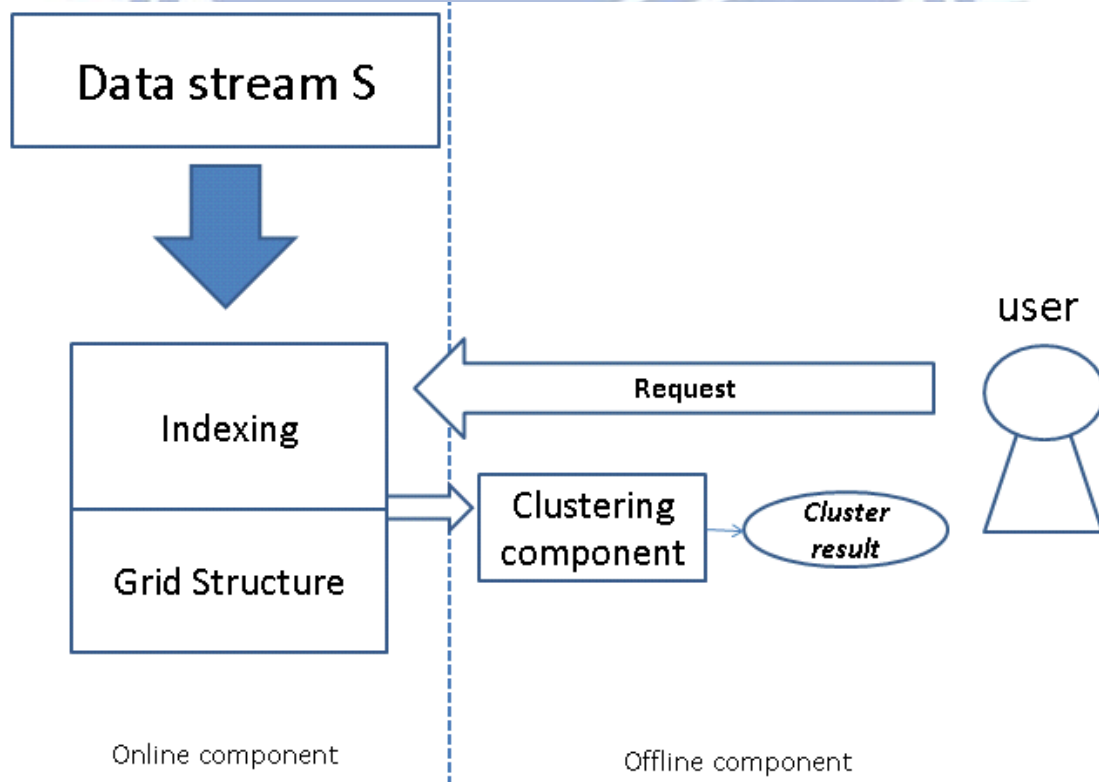 Data stream S
user
Request
Indexing
Clustering
component
Cluster
result
Grid Structure
Online component
Offline component